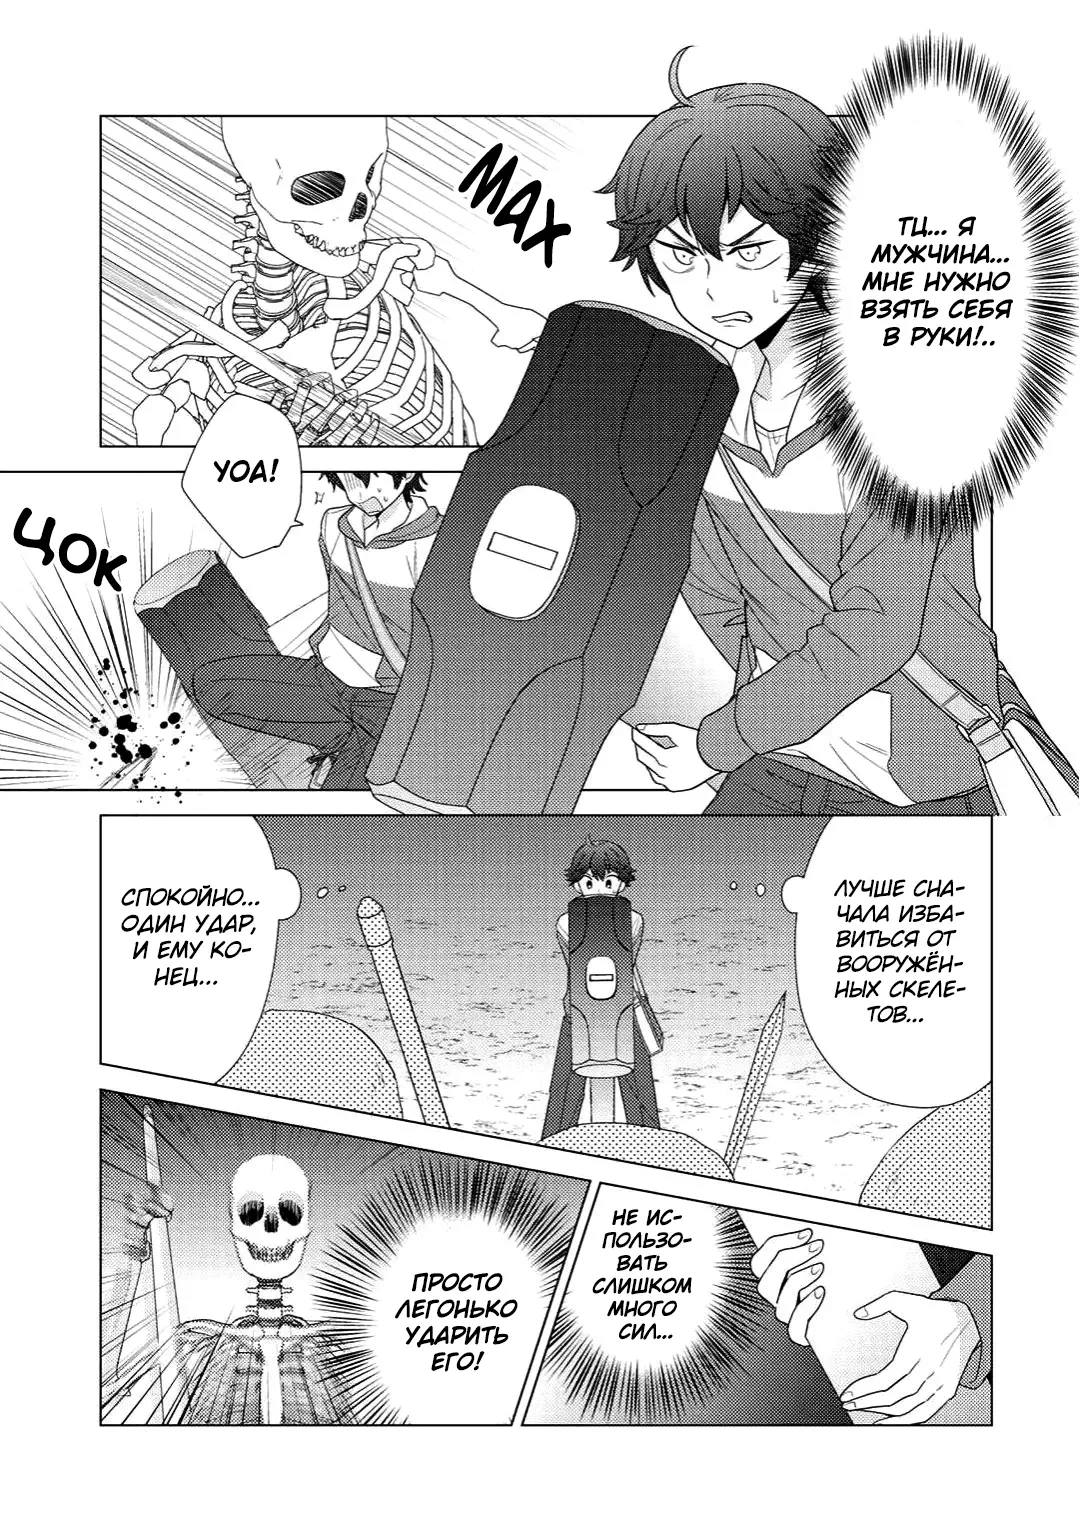 ТЦ... Я
МУЖЧИНА...
МНЕ НУЖНО
ВЗЯТЬ СЕБЯ
В РУКИ!..
МАХ
УОА!
ЦОК
ЛУЧШЕ СНА-
ЧАЛА ИЗБА-
ВИТЬСЯ ОТ
ВООРУЖЁН-
НЫХ СКЕЛЕ-
ТОВ...
СПОКОЙНО...
ОДИН УДАР,
И ЕМУ КО-
НЕЦ...
НЕ ИС-
ПОЛЬЗО-
ВАТЬ
СЛИШКОМ
МНОГО
СИЛ...
ПРОСТО
ЛЕГОНЬКО
УДАРИТЬ
ЕГО!